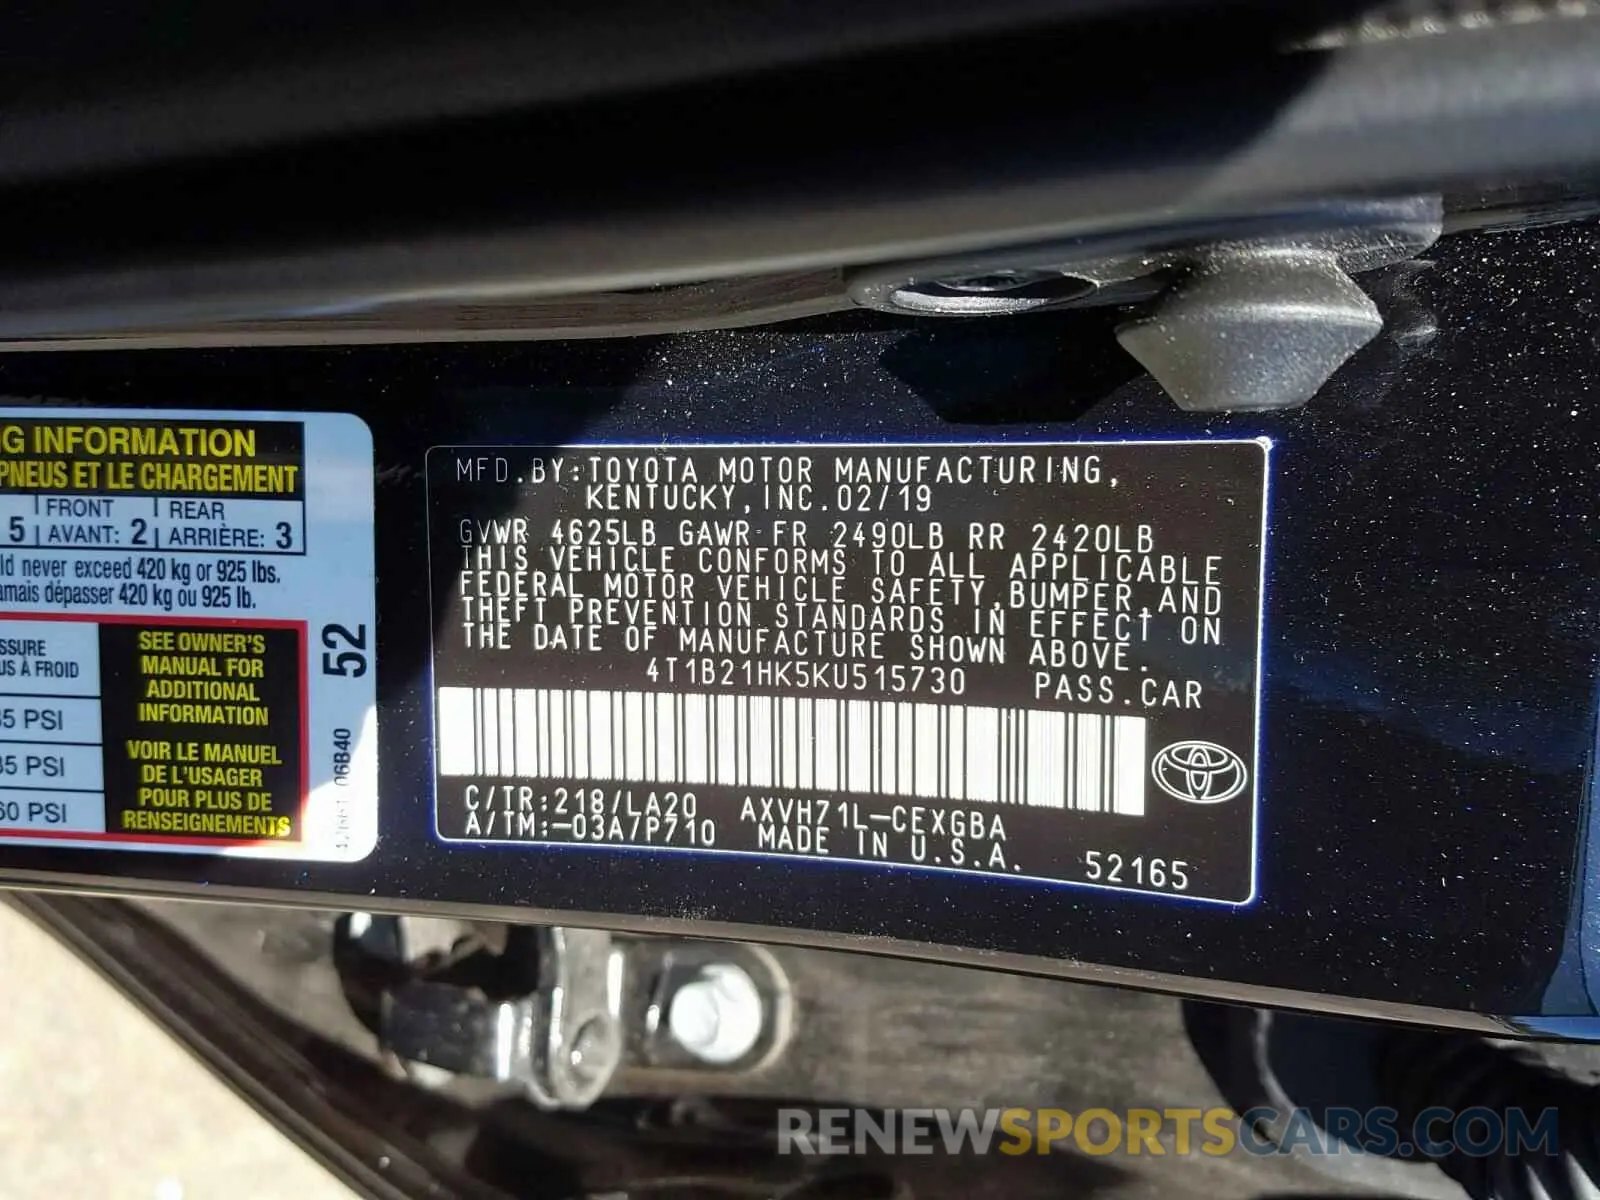 G INFORMATION
PNEUS ET LE CHARGEMENT
5 | FRONT AVANT: 2 | REAR ARRIÈRE: 3
ld never exceed 420 kg or 925 lbs.
amais dépasser 420 kg ou 925 lb.
SSURE
US À FROID
35 PSI
35 PSI
60 PSI
SEE OWNER'S
MANUAL FOR
ADDITIONAL
INFORMATION
VOIR LE MANUEL
DE L'USAGER
POUR PLUS DE
RENSEIGNEMENTS
52
06B40
MFD.BY:TOYOTA MOTOR MANUFACTURING,
KENTUCKY,INC.02/19
GVWR 4625LB GAWR FR 2490LB RR 2420LB
THIS VEHICLE CONFORMS TO ALL APPLICABLE
FEDERAL MOTOR VEHICLE SAFETY,BUMPER,AND
THEFT PREVENTION STANDARDS IN EFFECT ON
THE DATE OF MANUFACTURE SHOWN ABOVE.
4T1B21HK5KU515730 PASS.CAR
C/TR:218/LA20 AXVH71L-CEXGBA
A/TM:-03A/P710 MADE IN U.S.A. 52165
RENEWSPORTSCARS.COM